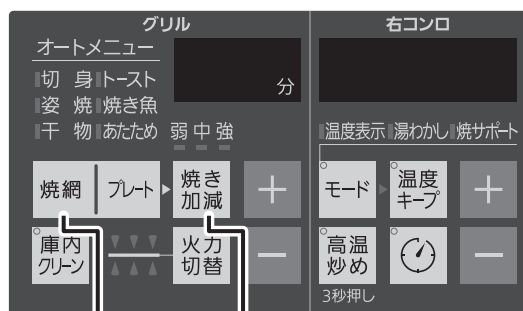 グリル
オートメニュー
切 身 トースト
姿 焼 焼き魚
干 物 あたため
分
弱 中 強
焼網 プレート 焼き加減 ＋
庫内クリーン 火力切替 －
右コンロ
温度表示 湯わかし 焼サポート
モード 温度キープ ＋
高温炒め －
3秒押し